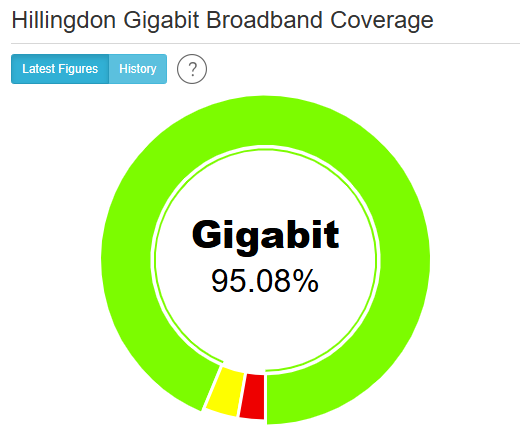 Hillingdon Gigabit Broadband Coverage
Latest Figures History ?
Gigabit
95.08%